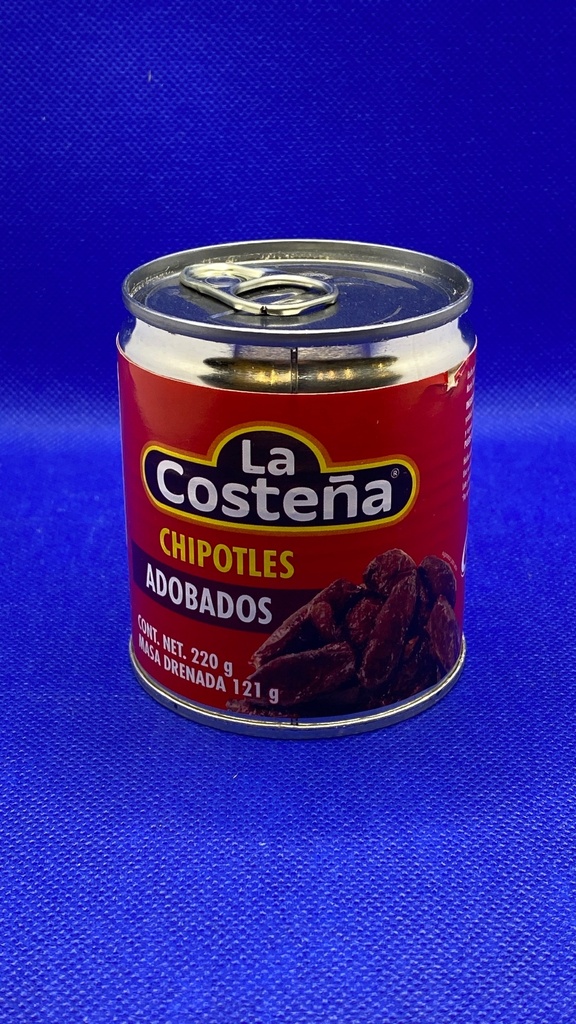 La
Costeña®
CHIPOTLES
ADOBADOS
CONT. NET. 220 g
MASA DRENADA 121 g